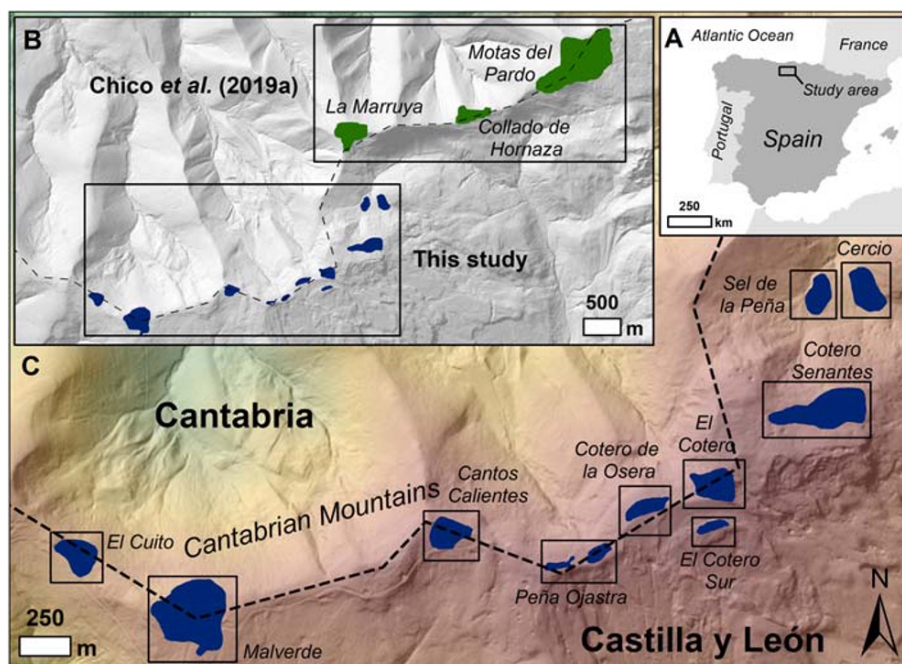 B
Chico et al. (2019a)
Motas del
Pardo
La Marruya
Collado de
Hornaza
This study
500
m
A
Atlantic Ocean
France
Study area
Portugal
Spain
250
km
C
Cantabria
Cantabrian Mountains
El Cuito
Malverde
Cantos
Calientes
Peña Ojastra
Cotero de
la Osera
El
Cotero
El Cotero
Sur
Sel de
la Peña
Cercio
Cotero
Senantes
Castilla y León
250
m
N